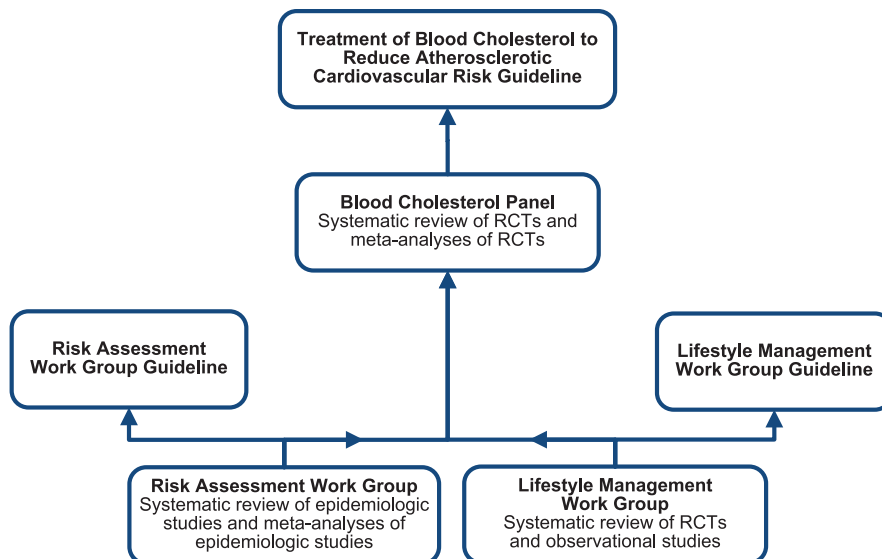 Treatment of Blood Cholesterol to
Reduce Atherosclerotic
Cardiovascular Risk Guideline
Blood Cholesterol Panel
Systematic review of RCTs and
meta-analyses of RCTs
Risk Assessment
Work Group Guideline
Lifestyle Management
Work Group Guideline
Risk Assessment Work Group
Systematic review of epidemiologic
studies and meta-analyses of
epidemiologic studies
Lifestyle Management
Work Group
Systematic review of RCTs
and observational studies